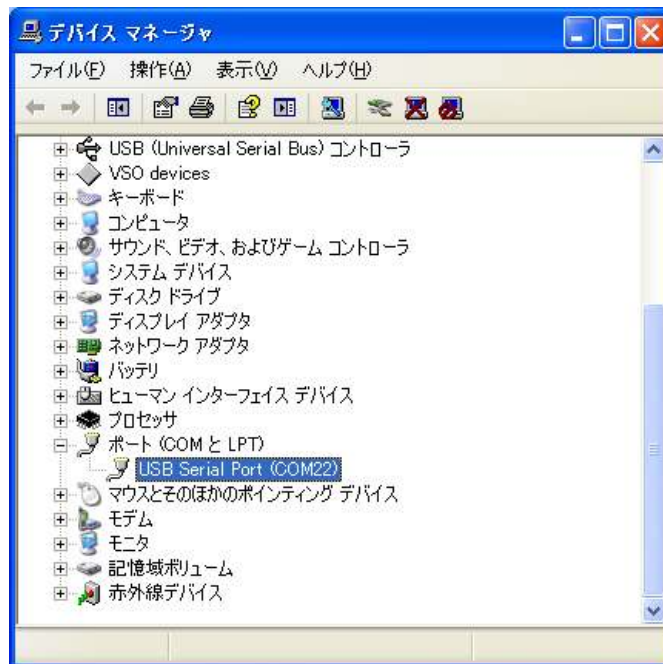 デバイス マネージャ
ファイル(F) 操作(A) 表示(V) ヘルプ(H)
USB (Universal Serial Bus) コントローラ
VSO devices
キーボード
コンピュータ
サウンド、ビデオ、およびゲーム コントローラ
システム デバイス
ディスク ドライブ
ディスプレイ アダプタ
ネットワーク アダプタ
バッテリ
ヒューマン インターフェイス デバイス
プロセッサ
ポート (COM と LPT)
USB Serial Port (COM22)
マウスとそのほかのポインティング デバイス
モデム
モニタ
記憶域ボリューム
赤外線デバイス